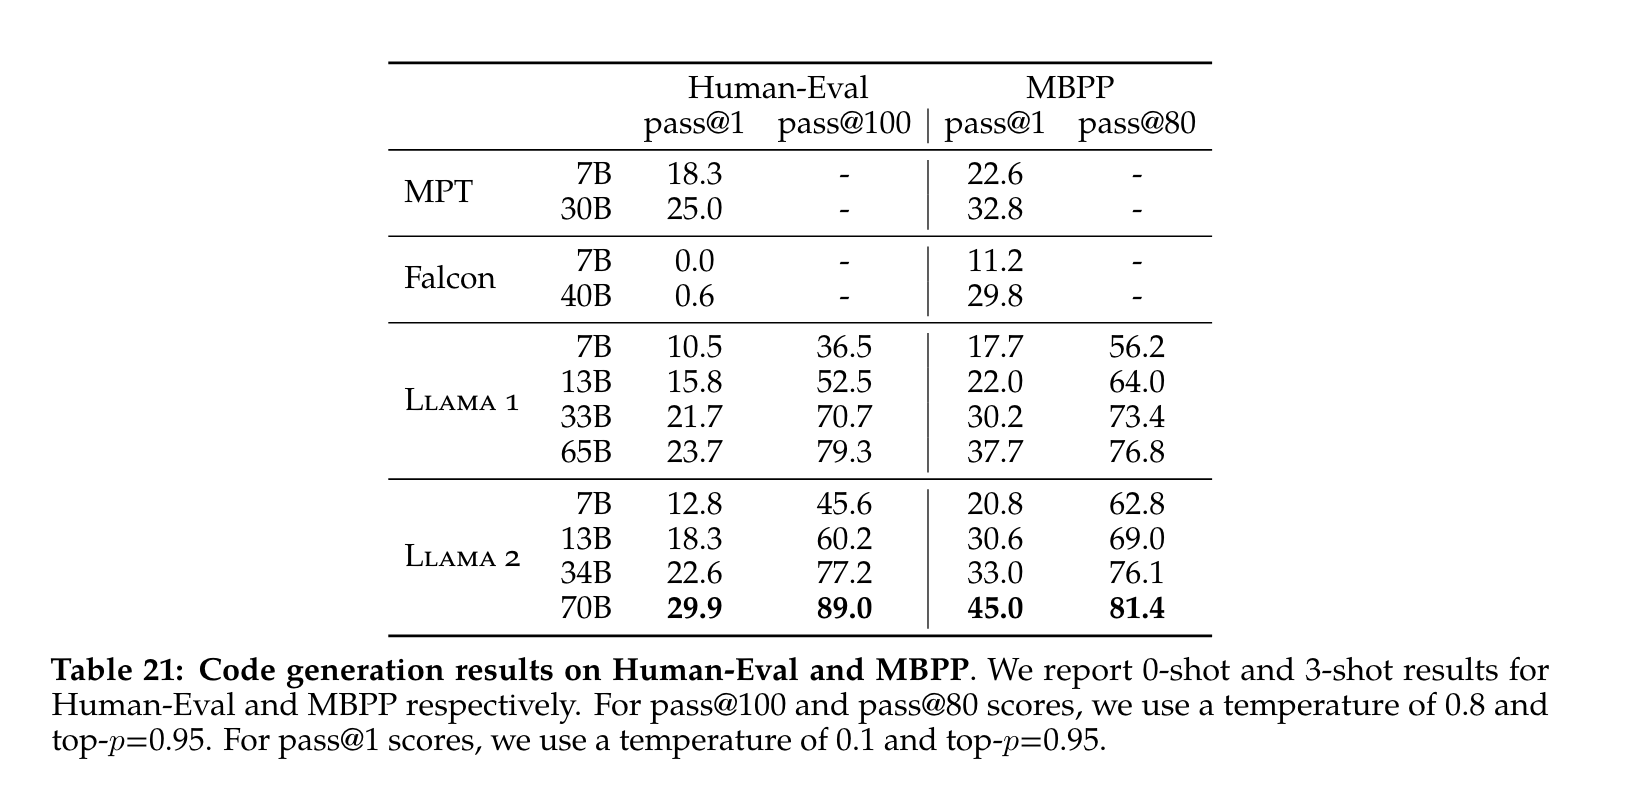 Human-Eval MBPP
pass@1 pass@100 pass@1 pass@80
MPT 7B 18.3 - 22.6 -
30B 25.0 - 32.8 -
Falcon 7B 0.0 - 11.2 -
40B 0.6 - 29.8 -
LLAMA 1 7B 10.5 36.5 17.7 56.2
13B 15.8 52.5 22.0 64.0
33B 21.7 70.7 30.2 73.4
65B 23.7 79.3 37.7 76.8
LLAMA 2 7B 12.8 45.6 20.8 62.8
13B 18.3 60.2 30.6 69.0
34B 22.6 77.2 33.0 76.1
70B 29.9 89.0 45.0 81.4
Table 21: Code generation results on Human-Eval and MBPP. We report 0-shot and 3-shot results for
Human-Eval and MBPP respectively. For pass@100 and pass@80 scores, we use a temperature of 0.8 and
top-p=0.95. For pass@1 scores, we use a temperature of 0.1 and top-p=0.95.